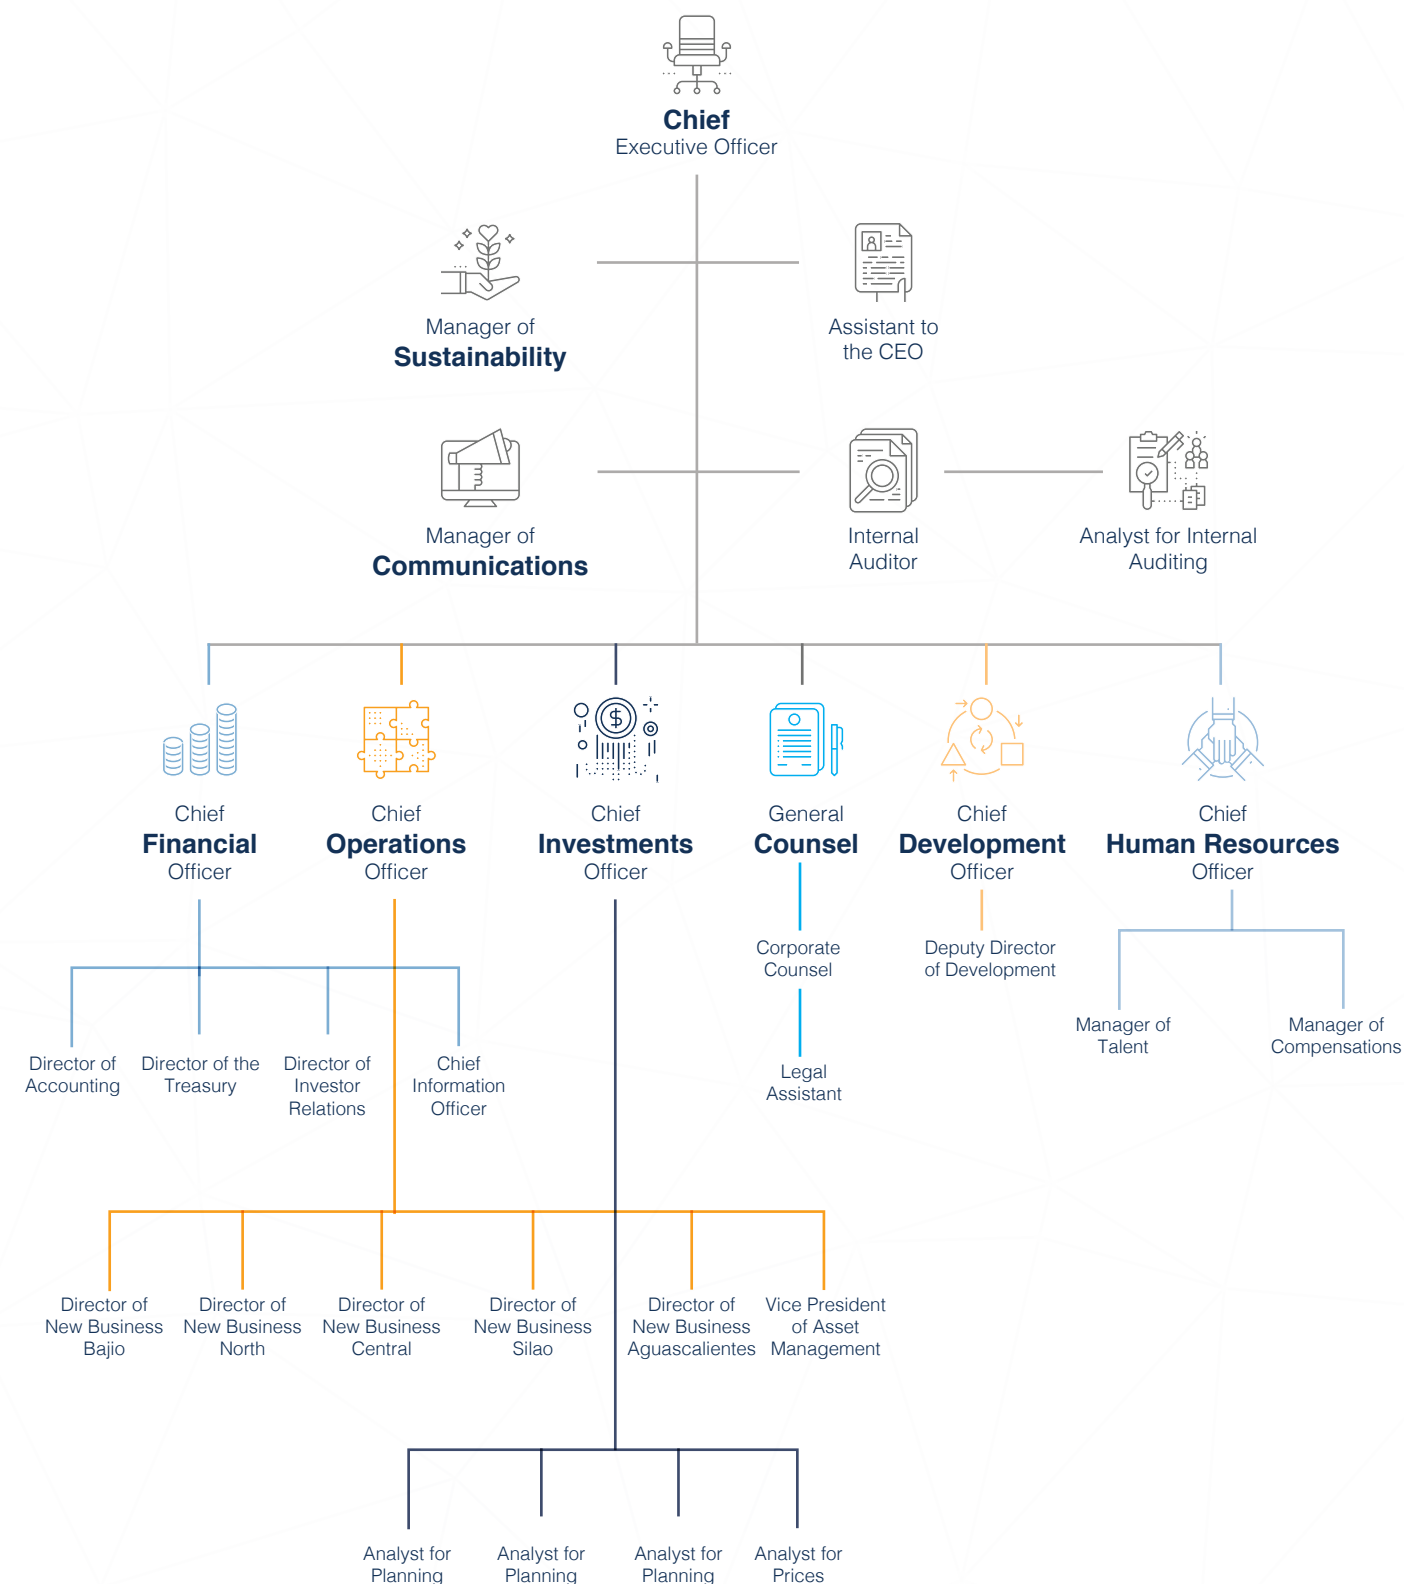 Chief
Executive Officer
Manager of
Sustainability
Assistant to
the CEO
Manager of
Communications
Internal
Auditor
Analyst for Internal
Auditing
Chief
Financial
Officer
Chief
Operations
Officer
Chief
Investments
Officer
General
Counsel
Chief
Development
Officer
Chief
Human Resources
Officer
Corporate
Counsel
Deputy Director
of Development
Manager of
Talent
Manager of
Compensations
Director of
Accounting
Director of the
Treasury
Director of
Investor
Relations
Chief
Information
Officer
Legal
Assistant
Director of
New Business
Bajio
Director of
New Business
North
Director of
New Business
Central
Director of
New Business
Silao
Director of
New Business
Aguascalientes
Vice President
of Asset
Management
Analyst for
Planning
Analyst for
Planning
Analyst for
Planning
Analyst for
Prices